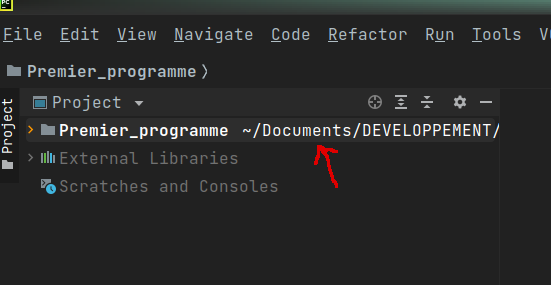 PC
File Edit View Navigate Code Refactor Run Tools
Premier_programme
Project
Project
Premier_programme ~/Documents/DEVELOPPEMENT/
External Libraries
Scratches and Consoles